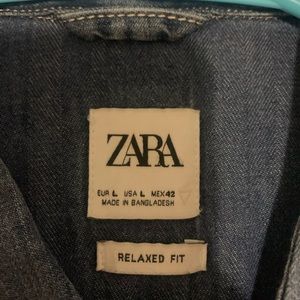 ZARA
EUR L USA L MEX 42
MADE IN BANGLADESH
RELAXED FIT